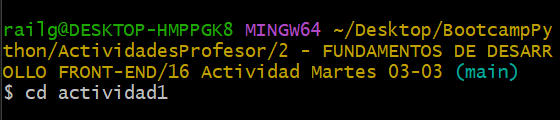 railg@DESKTOP-HMPPGK8 MINGW64 ~/Desktop/BootcampPy
thon/ActividadesProfesor/2 - FUNDAMENTOS DE DESARR
OLLO FRONT-END/16 Actividad Martes 03-03 (main)
$ cd actividad1